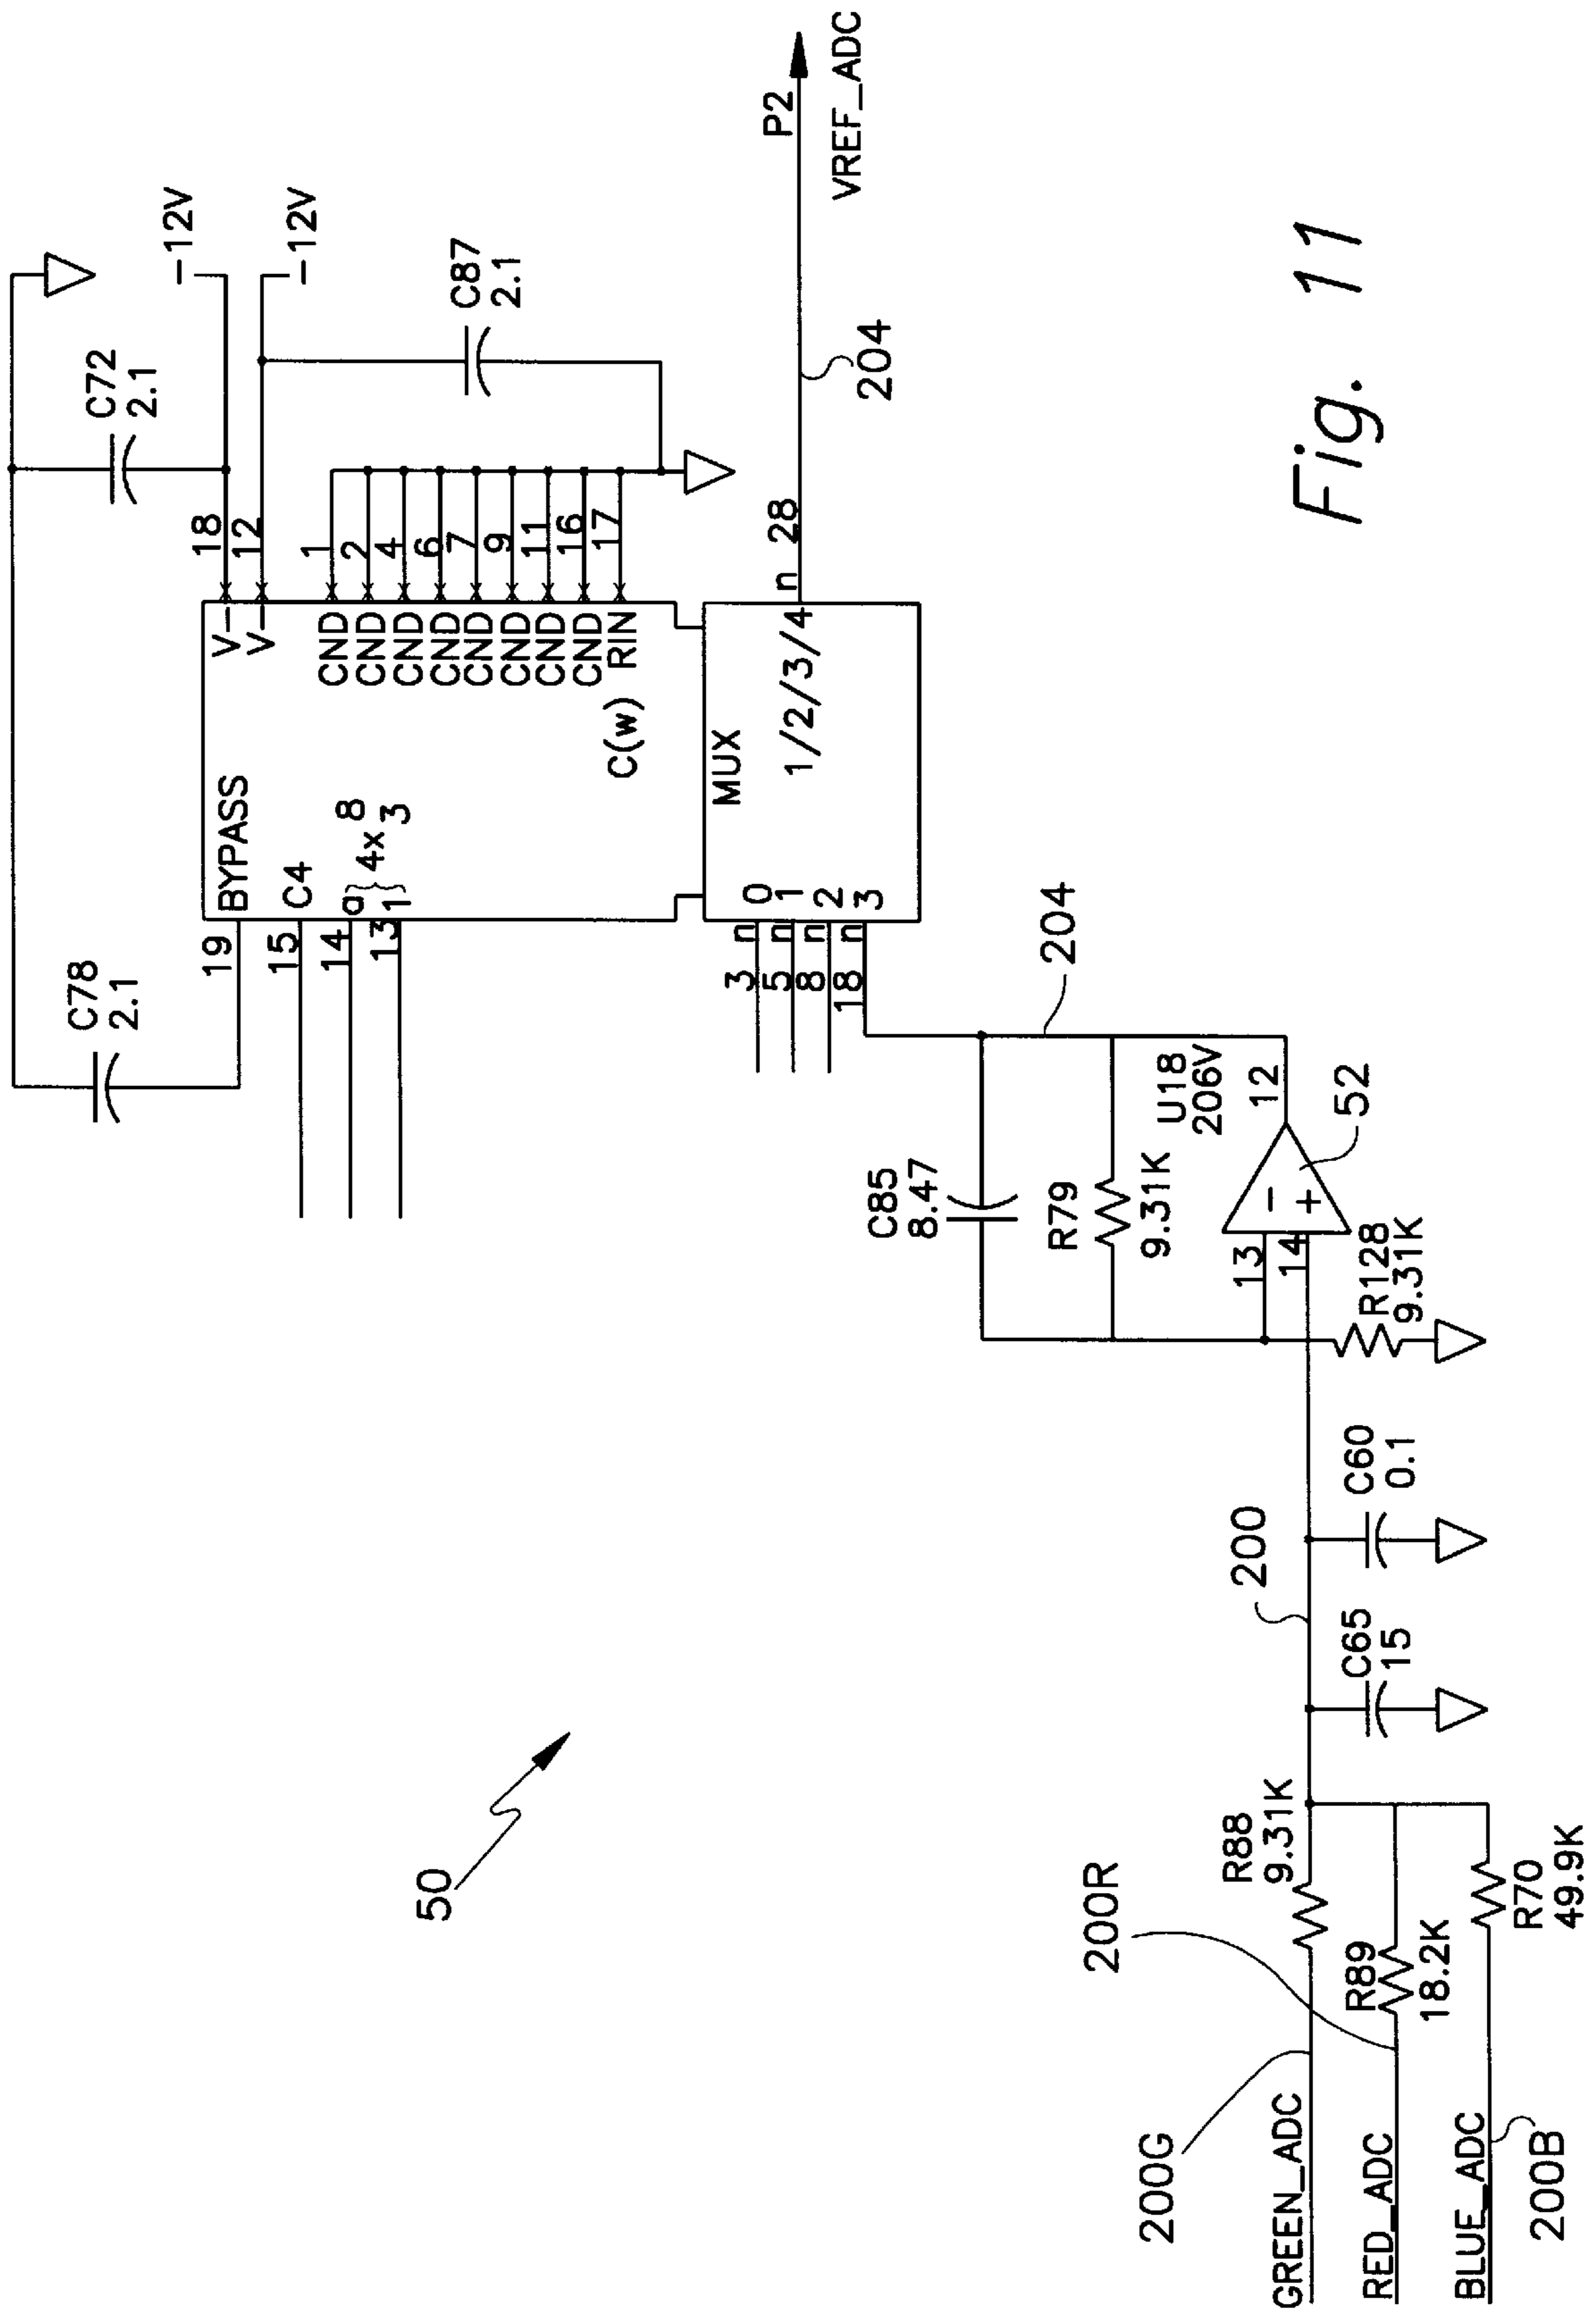 C78
2.1
C72
2.1
-12V
-12V
C87
2.1
19
BYPASS
15
C4
14
a
13
1
4x
8
3
V-
18
V-
12
CND
1
CND
2
CND
4
CND
6
CND
7
CND
9
CND
11
CND
16
RIN
17
C(w)
MUX
3
n
0
5
n
1
8
n
2
18
n
3
1/2/3/4
n
28
P2
VREF_ADC
204
204
C85
8.47
R79
9.31K
U18
206V
12
13
14
-
+
52
R128
9.31K
50
200
C65
15
C60
0.1
R88
9.31K
200R
R89
18.2K
R70
49.9K
200G
GREEN_ADC
RED_ADC
BLUE_ADC
200B
Fig. 11